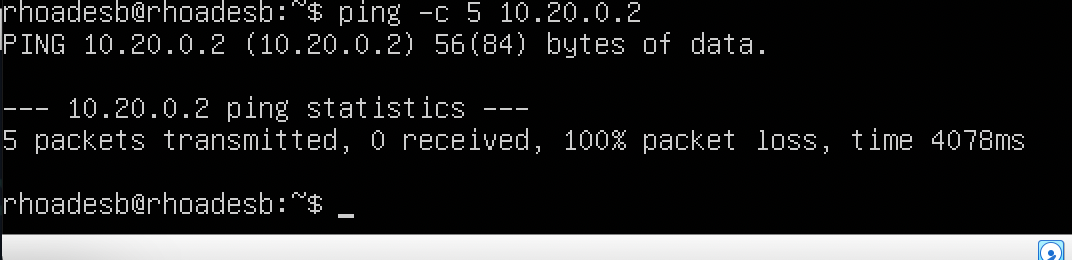 rhoadesb@rhoadesb:~$ ping -c 5 10.20.0.2
PING 10.20.0.2 (10.20.0.2) 56(84) bytes of data.
--- 10.20.0.2 ping statistics ---
5 packets transmitted, 0 received, 100% packet loss, time 4078ms
rhoadesb@rhoadesb:~$ _